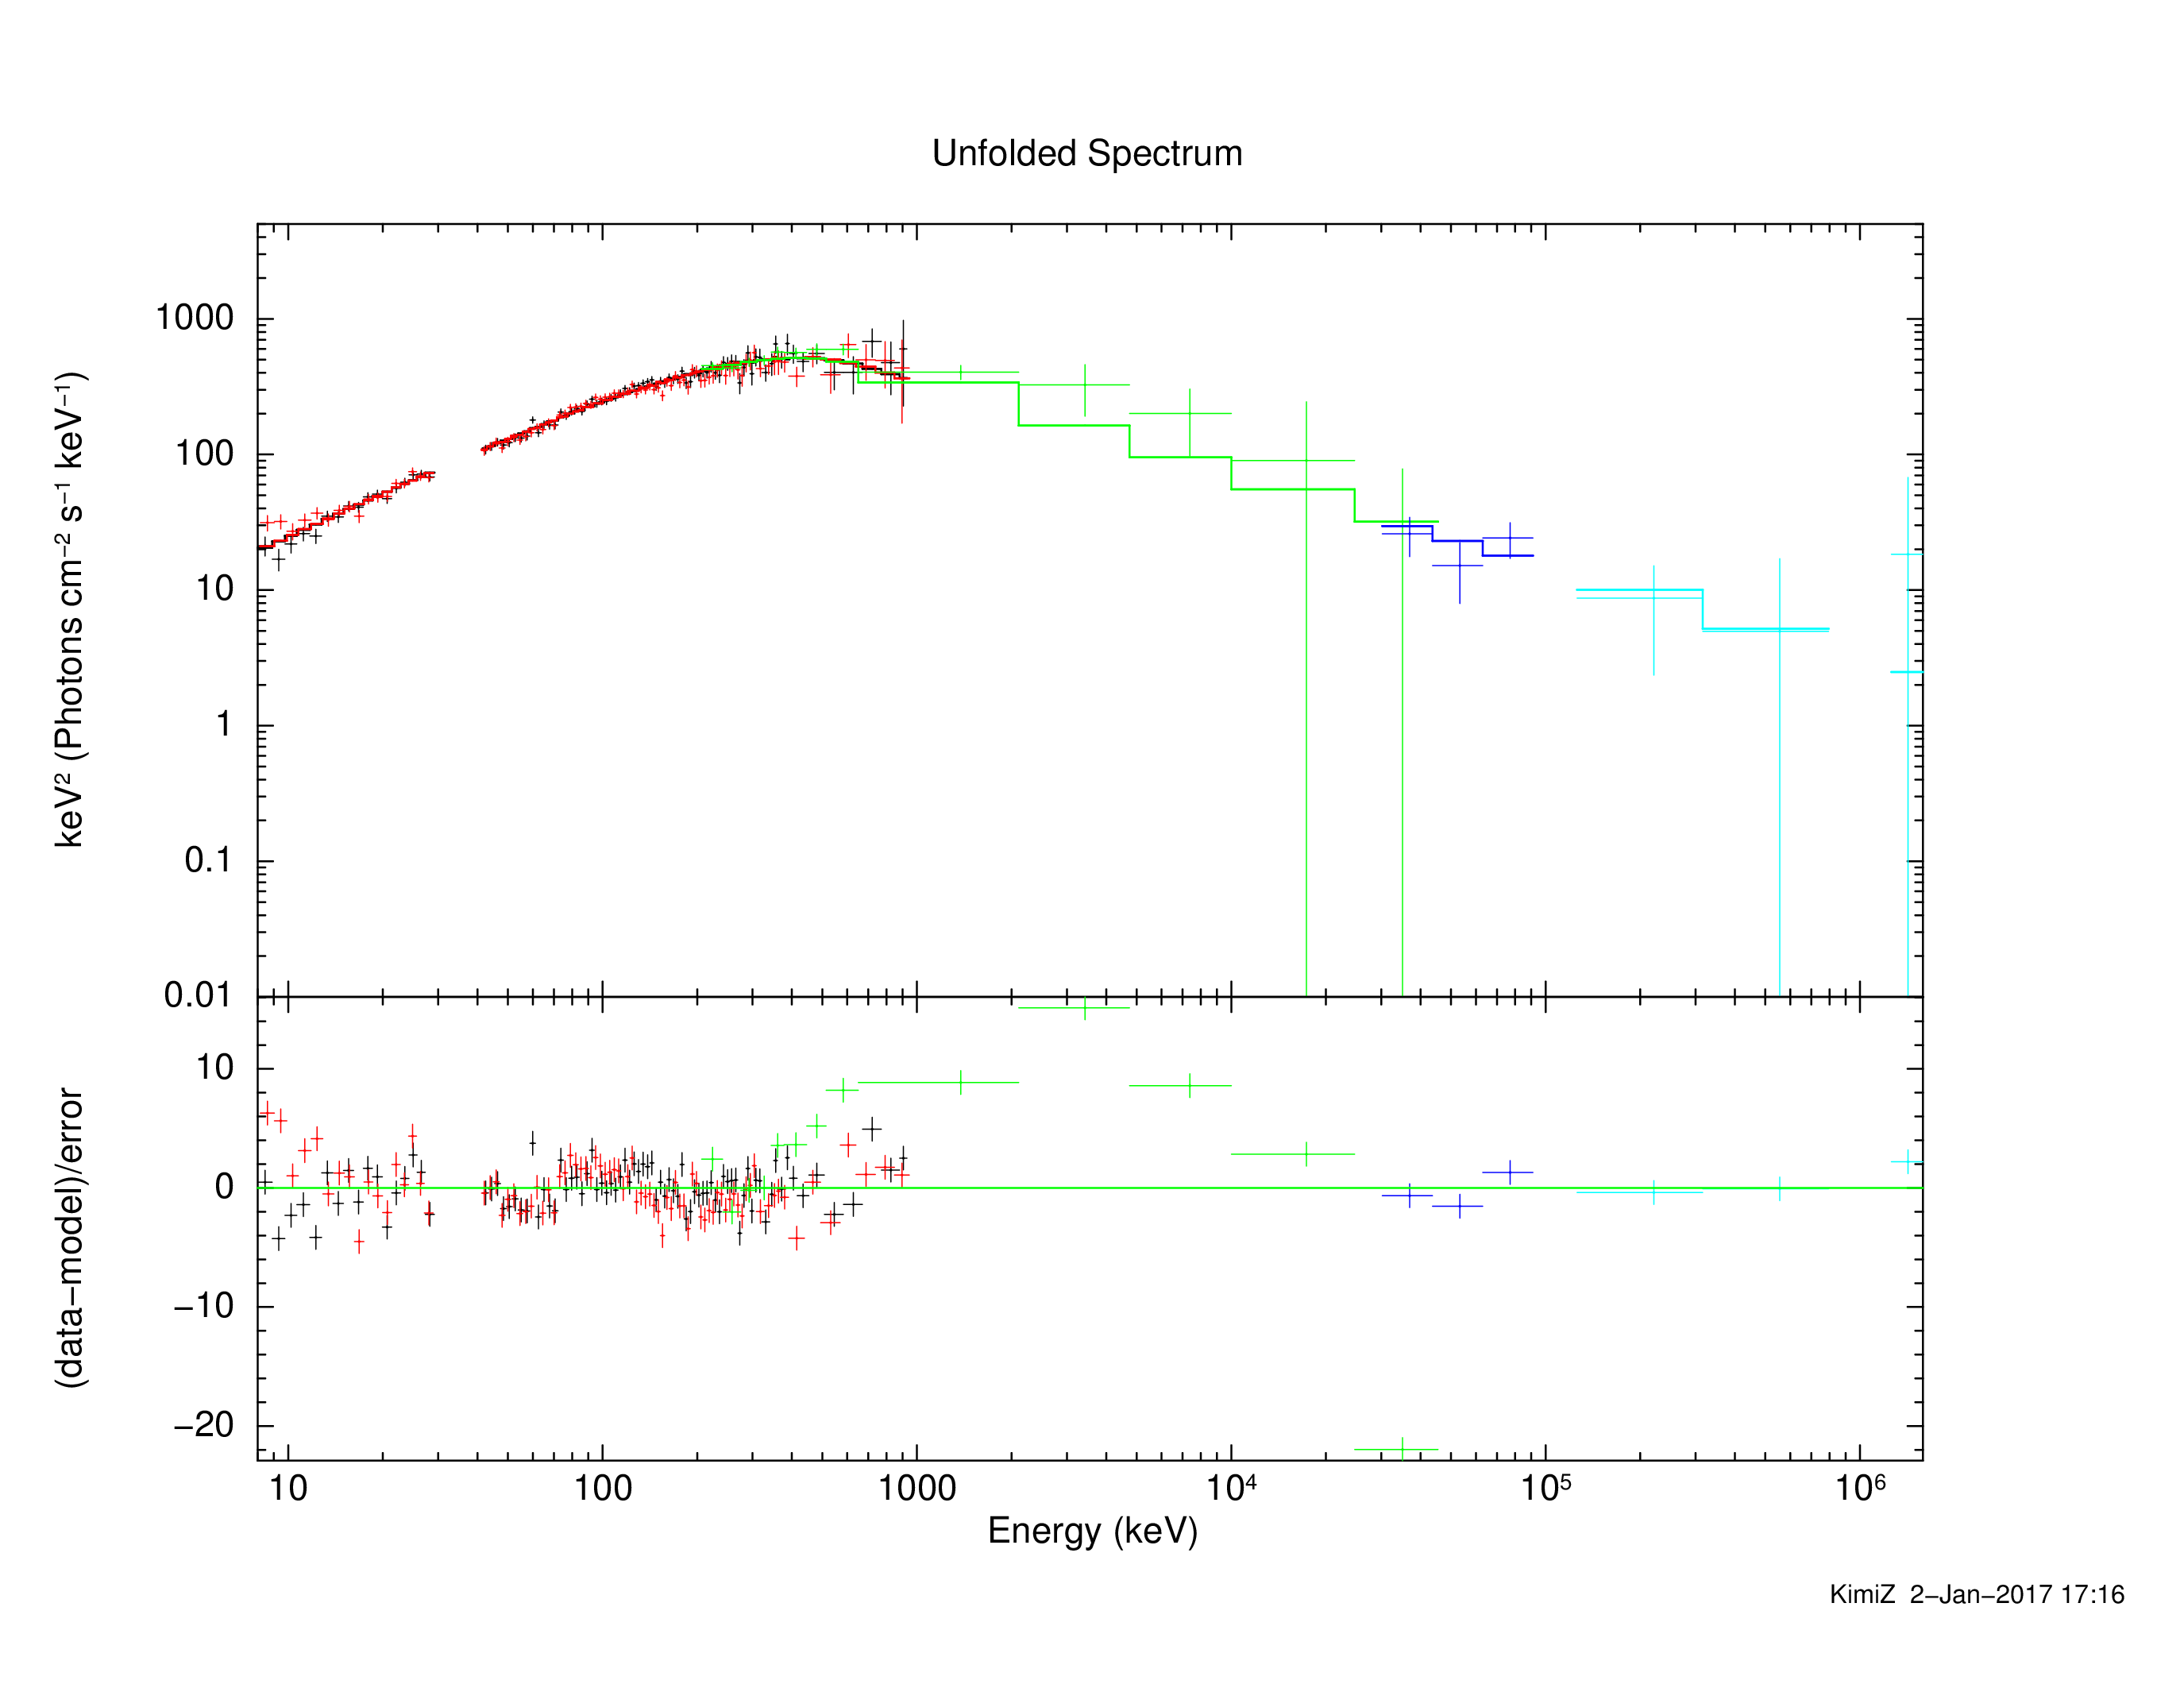 Unfolded Spectrum
keV² (Photons cm−2 s−1 keV−1)
1000
100
10
1
0.1
0.01
(data−model)/error
10
0
−10
−20
10 100 1000 10⁴ 10⁵ 10⁶
Energy (keV)
KimiZ 2−Jan−2017 17:16